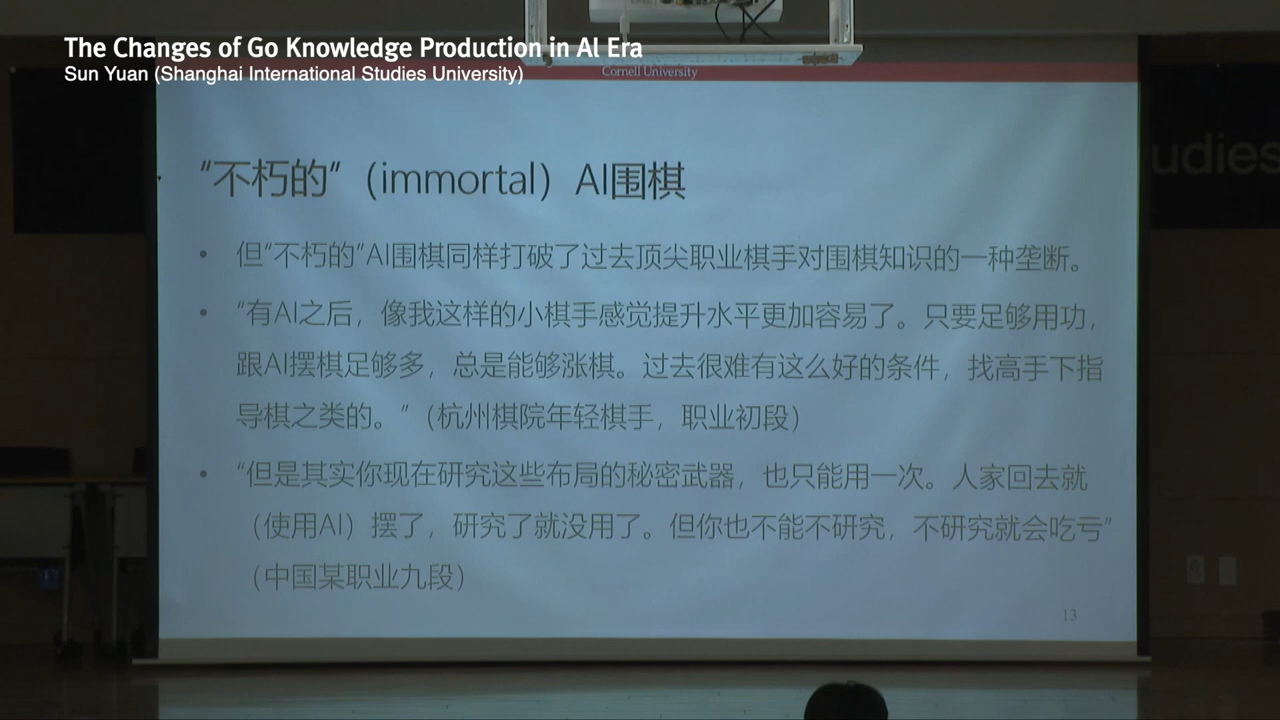 The Changes of Go Knowledge Production in AI Era
Sun Yuan (Shanghai International Studies University)
Cornell University
udies
“不朽的”（immortal）AI围棋
• 但“不朽的”AI围棋同样打破了过去顶尖职业棋手对围棋知识的一种垄断。
• “有AI之后，像我这样的小棋手感觉提升水平更加容易了。只要足够用功，
跟AI摆棋足够多，总是能够涨棋。过去很难有这么好的条件，找高手下指
导棋之类的。”（杭州棋院年轻棋手，职业初段）
• “但是其实你现在研究这些布局的秘密武器，也只能用一次。人家回去就
（使用AI）摆了，研究了就没用了。但你也不能不研究，不研究就会吃亏”
（中国某职业九段）
13